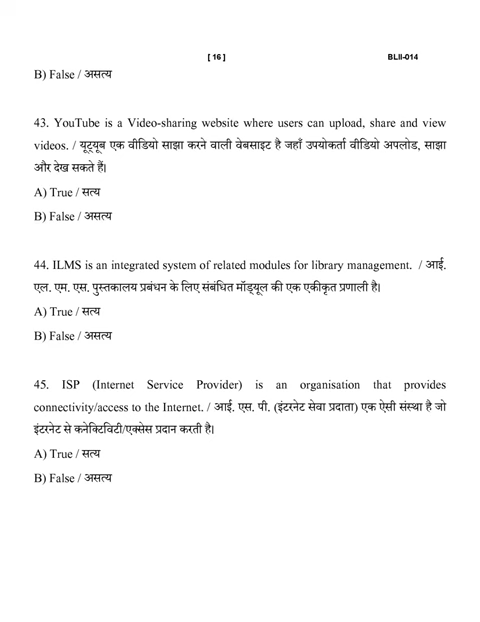 [ 16 ] BLII-014
B) False / असत्य
43. YouTube is a Video-sharing website where users can upload, share and view
videos. / यूट्यूब एक वीडियो साझा करने वाली वेबसाइट है जहाँ उपयोकर्ता वीडियो अपलोड, साझा
और देख सकते हैं।
A) True / सत्य
B) False / असत्य
44. ILMS is an integrated system of related modules for library management. / आई.
एल. एम. एस. पुस्तकालय प्रबंधन के लिए संबंधित मॉड्यूल की एक एकीकृत प्रणाली है।
A) True / सत्य
B) False / असत्य
45. ISP (Internet Service Provider) is an organisation that provides
connectivity/access to the Internet. / आई. एस. पी. (इंटरनेट सेवा प्रदाता) एक ऐसी संस्था है जो
इंटरनेट से कनेक्टिविटी/एक्सेस प्रदान करती है।
A) True / सत्य
B) False / असत्य